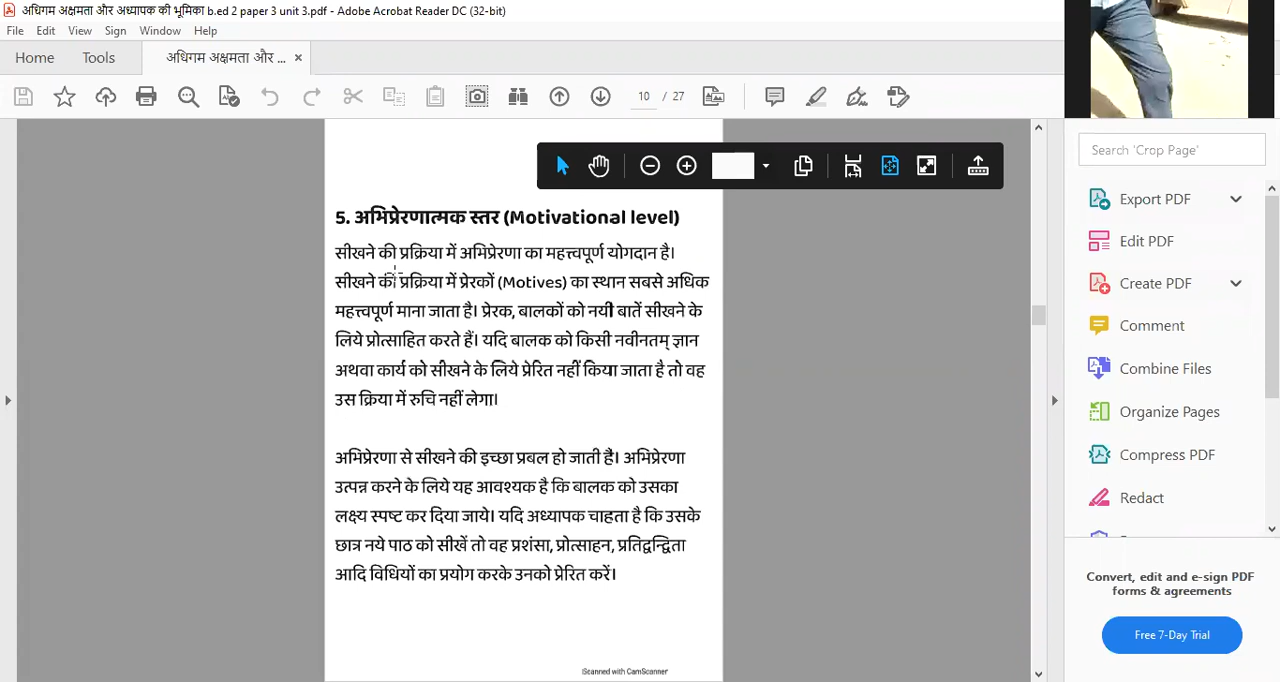 अधिगम अक्षमता और अध्यापक की भूमिका b.ed 2 paper 3 unit 3.pdf - Adobe Acrobat Reader DC (32-bit)
File Edit View Sign Window Help
Home Tools अधिगम अक्षमता और ... ×
10 / 27
Search 'Crop Page'
5. अभिप्रेरणात्मक स्तर (Motivational level)
सीखने की प्रक्रिया में अभिप्रेरणा का महत्त्वपूर्ण योगदान है।
सीखने की प्रक्रिया में प्रेरकों (Motives) का स्थान सबसे अधिक
महत्त्वपूर्ण माना जाता है। प्रेरक, बालकों को नयी बातें सीखने के
लिये प्रोत्साहित करते हैं। यदि बालक को किसी नवीनतम् ज्ञान
अथवा कार्य को सीखने के लिये प्रेरित नहीं किया जाता है तो वह
उस क्रिया में रुचि नहीं लेगा।
अभिप्रेरणा से सीखने की इच्छा प्रबल हो जाती है। अभिप्रेरणा
उत्पन्न करने के लिये यह आवश्यक है कि बालक को उसका
लक्ष्य स्पष्ट कर दिया जाये। यदि अध्यापक चाहता है कि उसके
छात्र नये पाठ को सीखें तो वह प्रशंसा, प्रोत्साहन, प्रतिद्वन्द्विता
आदि विधियों का प्रयोग करके उनको प्रेरित करें।
iScanned with CamScanner
Export PDF
Edit PDF
Create PDF
Comment
Combine Files
Organize Pages
Compress PDF
Redact
Convert, edit and e-sign PDF
forms & agreements
Free 7-Day Trial